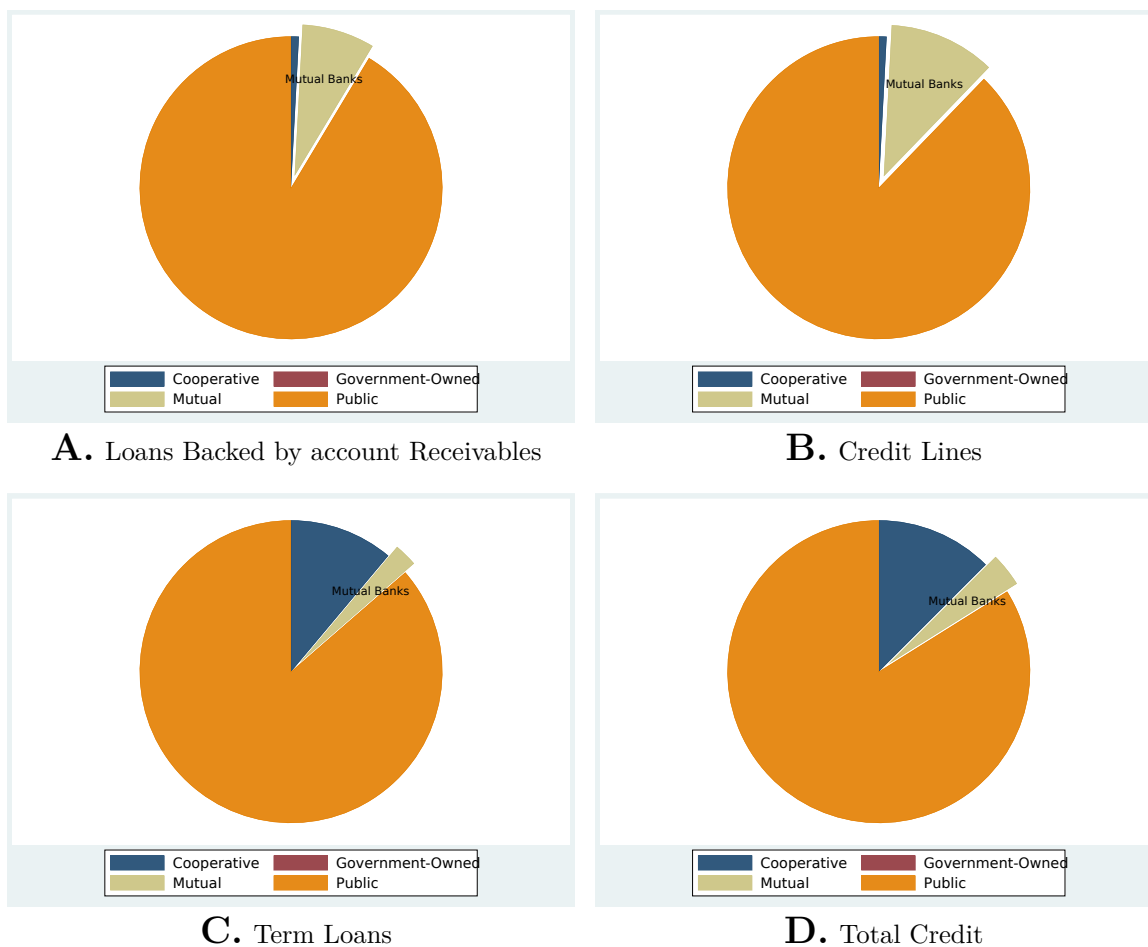 Mutual Banks
Mutual Banks
Cooperative Government-Owned
Mutual Public
Cooperative Government-Owned
Mutual Public
A. Loans Backed by account Receivables
B. Credit Lines
Mutual Banks
Mutual Banks
Cooperative Government-Owned
Mutual Public
Cooperative Government-Owned
Mutual Public
C. Term Loans
D. Total Credit